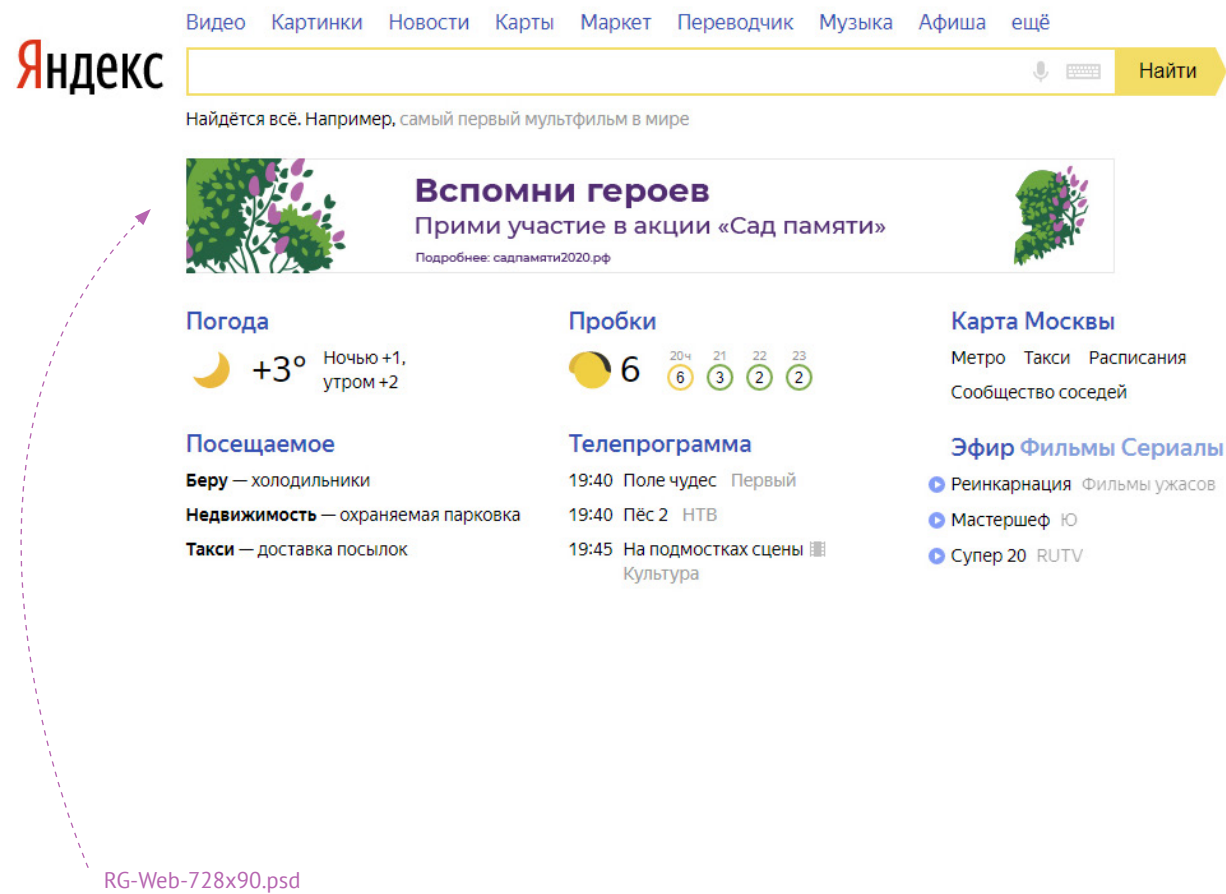 Видео Картинки Новости Карты Маркет Переводчик Музыка Афиша ещё
Яндекс
Найти
Найдётся всё. Например, самый первый мультфильм в мире
Вспомни героев
Прими участие в акции «Сад памяти»
Подробнее: садпамяти2020.рф
Погода
+3° Ночью +1,
утром +2
Пробки
6
20ч 21 22 23
6 3 2 2
Карта Москвы
Метро Такси Расписания
Сообщество соседей
Посещаемое
Беру — холодильники
Недвижимость — охраняемая парковка
Такси — доставка посылок
Телепрограмма
19:40 Поле чудес Первый
19:40 Пёс 2 НТВ
19:45 На подмостках сцены
Культура
Эфир Фильмы Сериалы
Реинкарнация Фильмы ужасов
Мастершеф Ю
Супер 20 RUTV
RG-Web-728x90.psd